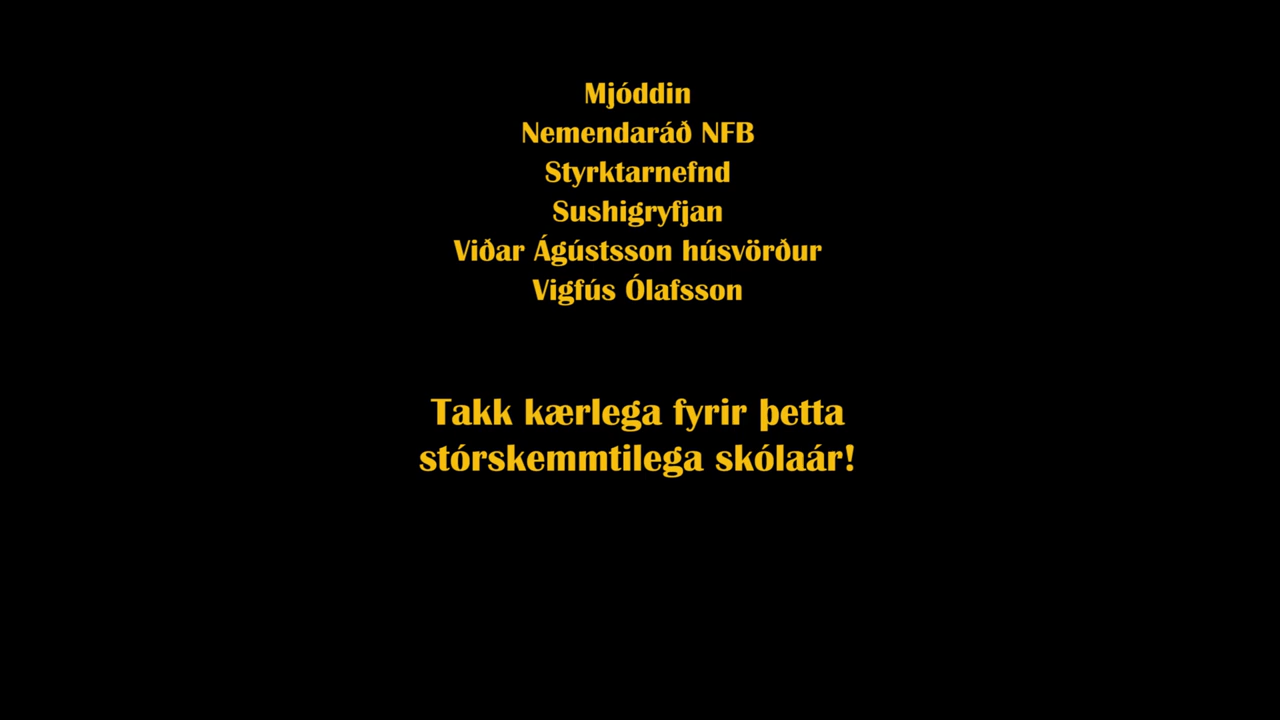 Mjóddin
Nemendaráð NFB
Styrktarnefnd
Sushigryfjan
Viðar Ágústsson húsvörður
Vigfús Ólafsson
Takk kærlega fyrir þetta
stórskemmtilega skólaár!